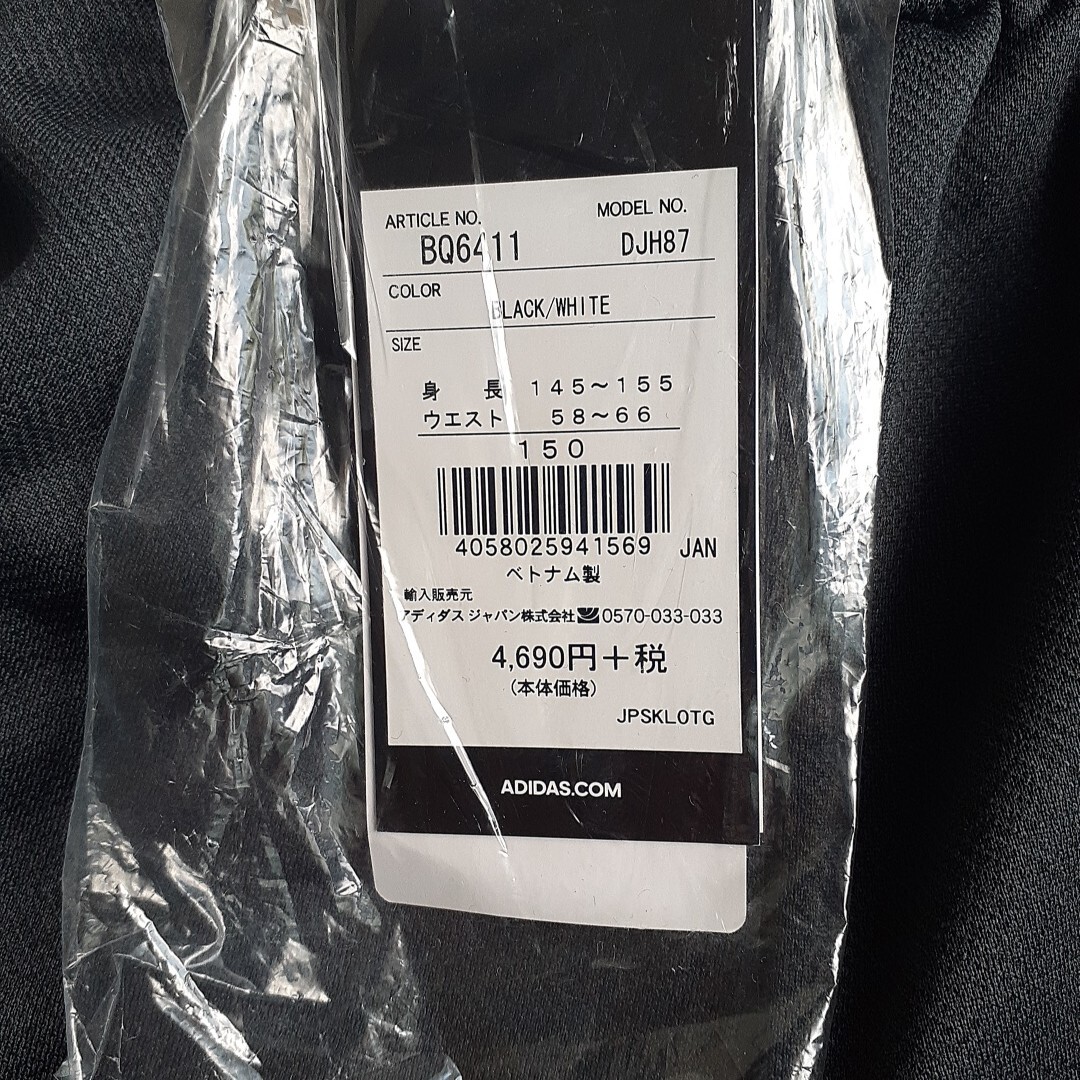 ARTICLE NO. MODEL NO.
BQ6411 DJH87
COLOR
BLACK/WHITE
SIZE
身 長 145～155
ウエスト 58～66
150
4058025941569 JAN
ベトナム製
輸入販売元
アディダス ジャパン株式会社 0570-033-033
4,690円＋税
(本体価格)
JPSKLOTG
ADIDAS.COM